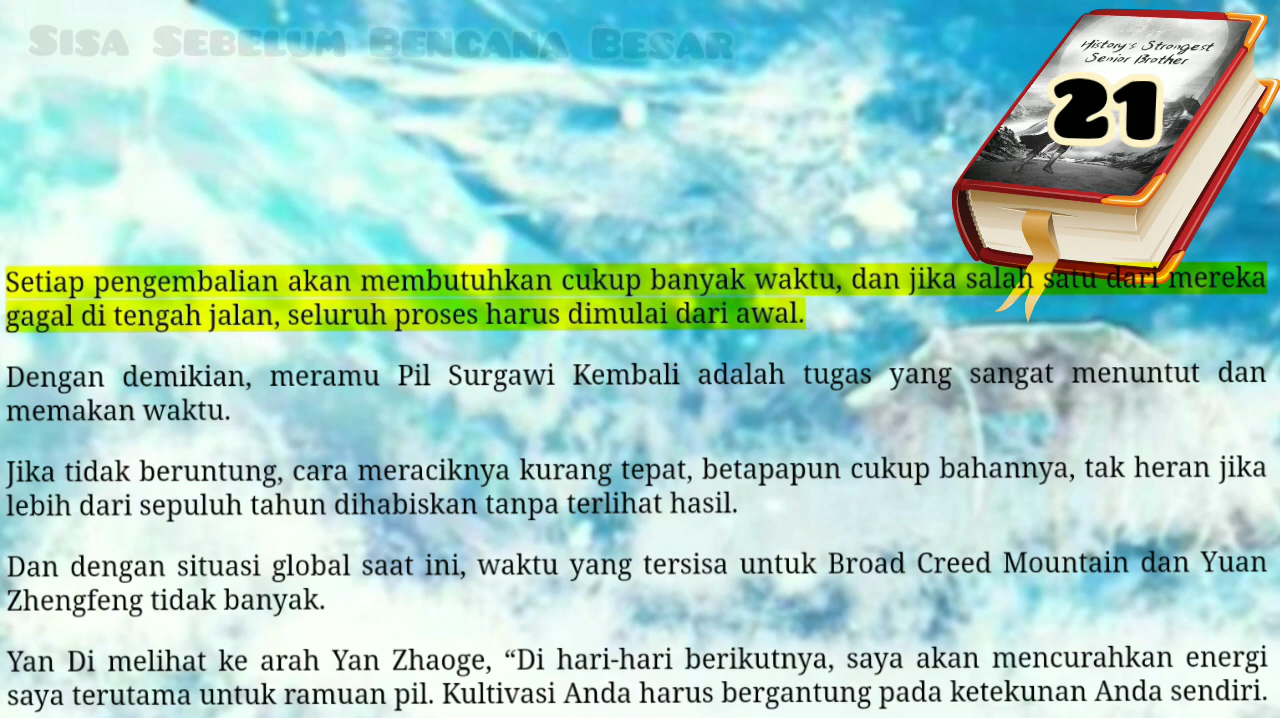 Sisa Sebelum Bencana Besar
History's Strongest
Senior Brother
21
Setiap pengembalian akan membutuhkan cukup banyak waktu, dan jika salah satu dari mereka
gagal di tengah jalan, seluruh proses harus dimulai dari awal.
Dengan demikian, meramu Pil Surgawi Kembali adalah tugas yang sangat menuntut dan
memakan waktu.
Jika tidak beruntung, cara meraciknya kurang tepat, betapapun cukup bahannya, tak heran jika
lebih dari sepuluh tahun dihabiskan tanpa terlihat hasil.
Dan dengan situasi global saat ini, waktu yang tersisa untuk Broad Creed Mountain dan Yuan
Zhengfeng tidak banyak.
Yan Di melihat ke arah Yan Zhaoge, “Di hari-hari berikutnya, saya akan mencurahkan energi
saya terutama untuk ramuan pil. Kultivasi Anda harus bergantung pada ketekunan Anda sendiri.